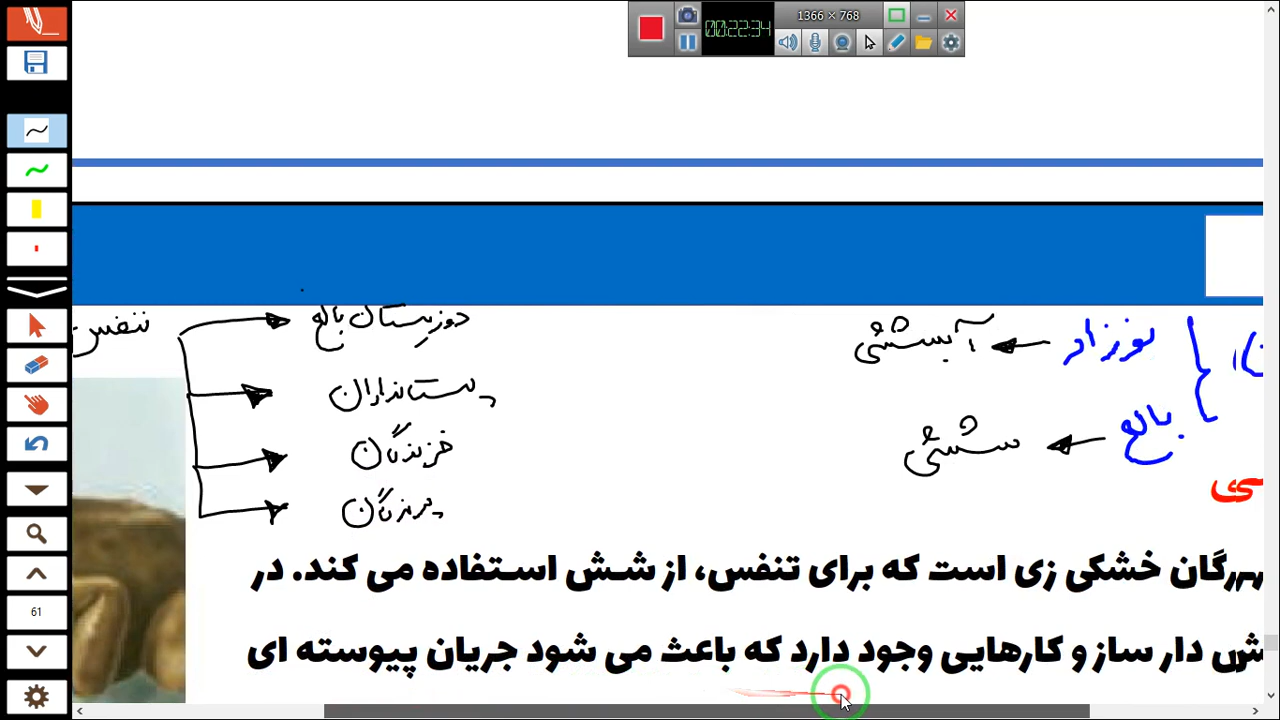 1366 × 768
00:22:34
نوزاد آبششی
دوزیستان بالغ
تنفس
پستانداران
بالغ ششی
خزندگان
پرندگان
سی
هرگان خشکی زی است که برای تنفس، از شش استفاده می کند. در
ش دار ساز و کارهایی وجود دارد که باعث می شود جریان پیوسته ای
61